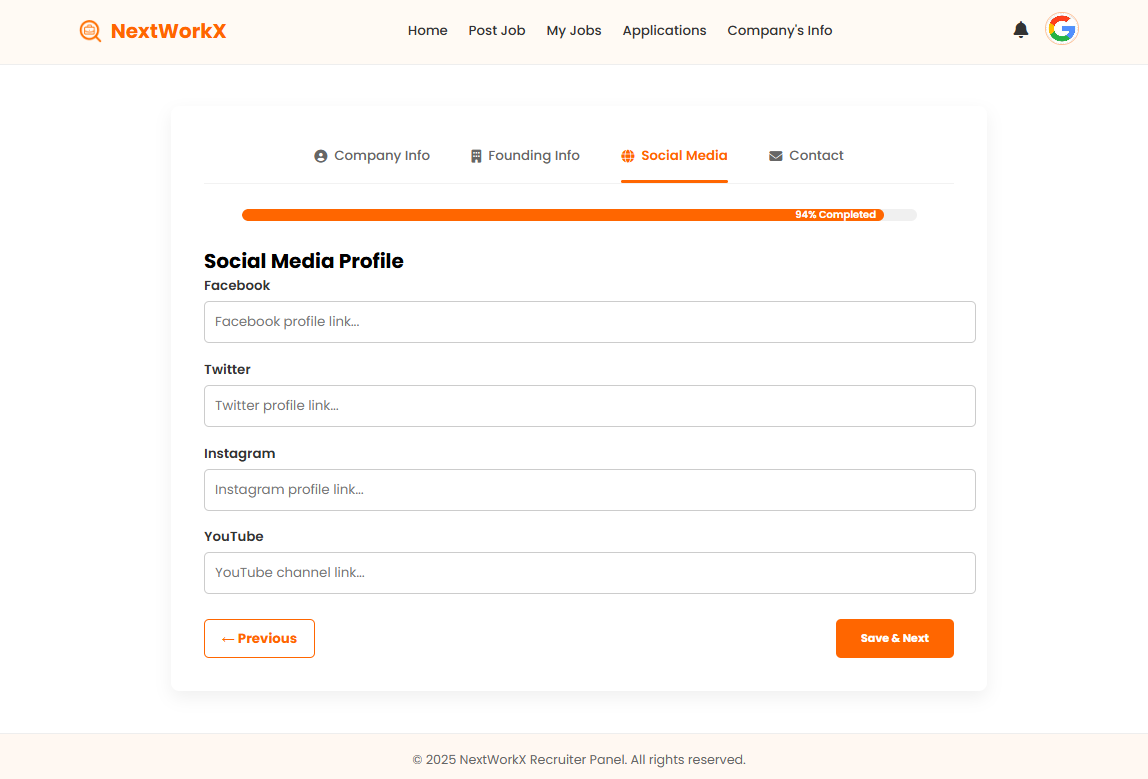 NextWorkX
Home Post Job My Jobs Applications Company's Info
Company Info Founding Info Social Media Contact
94% Completed
Social Media Profile
Facebook
Facebook profile link...
Twitter
Twitter profile link...
Instagram
Instagram profile link...
YouTube
YouTube channel link...
← Previous Save & Next
© 2025 NextWorkX Recruiter Panel. All rights reserved.